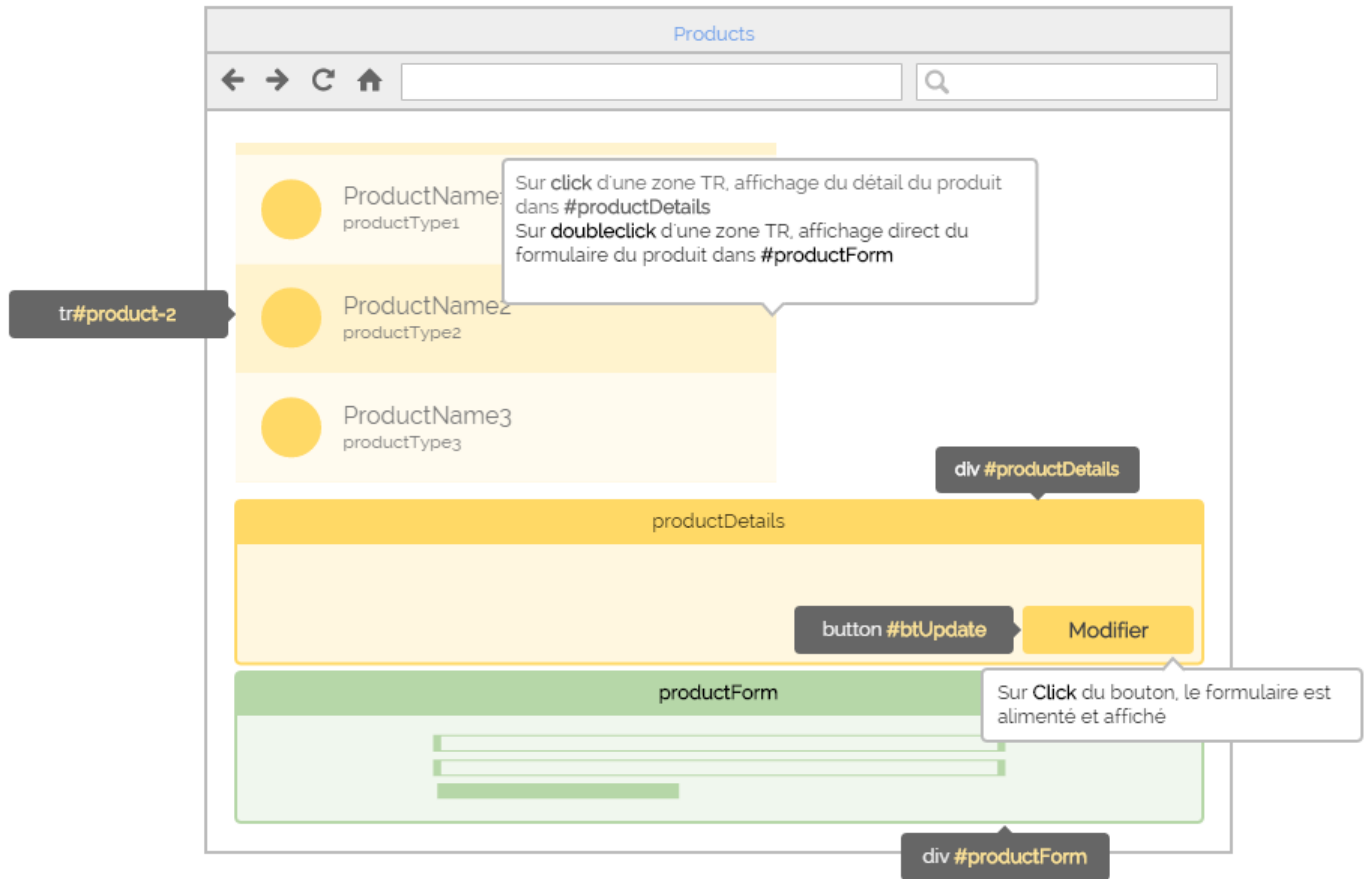 Products
ProductName
productType1
Sur click d'une zone TR, affichage du détail du produit
dans #productDetails
Sur doubleclick d'une zone TR, affichage direct du
formulaire du produit dans #productForm
tr#product-2
ProductName2
productType2
ProductName3
productType3
div #productDetails
productDetails
button #btUpdate
Modifier
productForm
Sur Click du bouton, le formulaire est
alimenté et affiché
div #productForm